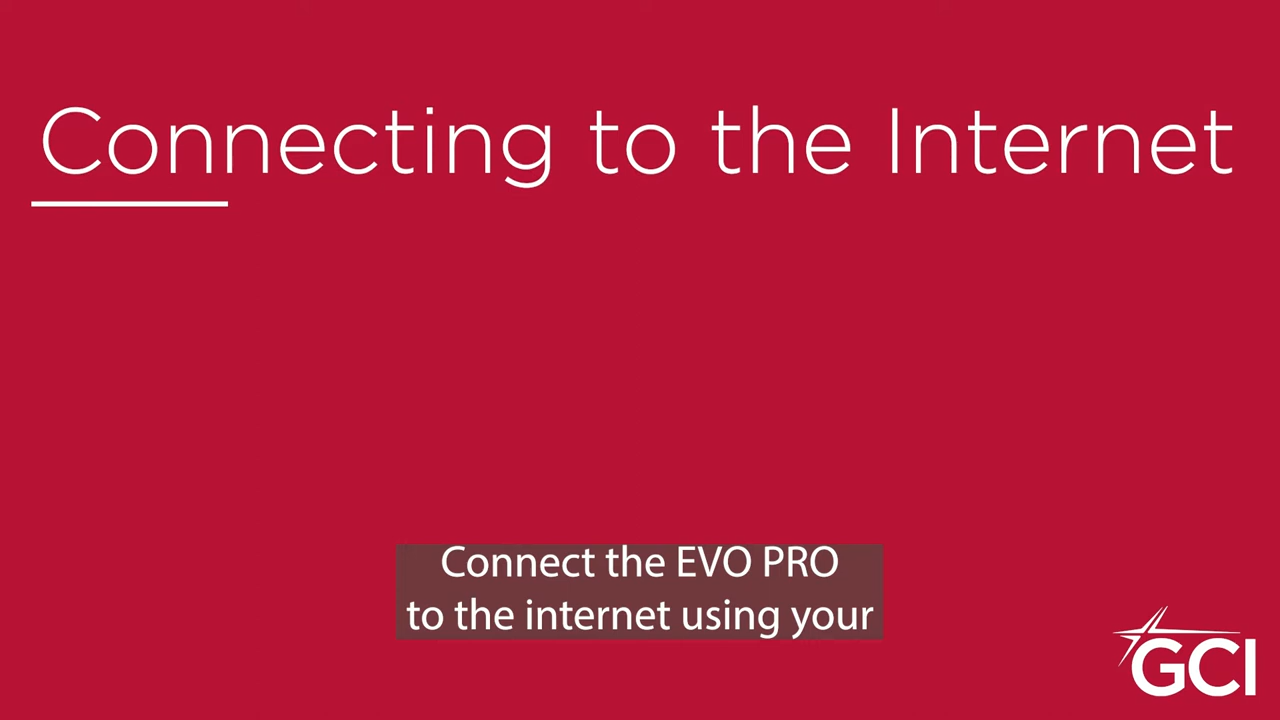 Connecting to the Internet
Connect the EVO PRO
to the internet using your
GCI